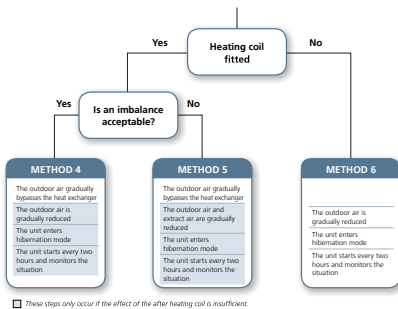 Yes
Heating coil
fitted
No
Yes
Is an imbalance
acceptable?
No
METHOD 4
The outdoor air gradually
bypasses the heat exchanger
The outdoor air is
gradually reduced
The unit enters
hibernation mode
The unit starts every two
hours and monitors the
situation
METHOD 5
The outdoor air gradually
bypasses the heat exchanger
The outdoor air and
extract air are gradually
reduced
The unit enters
hibernation mode
The unit starts every two
hours and monitors the
situation
METHOD 6
The outdoor air is
gradually reduced
The unit enters
hibernation mode
The unit starts every two
hours and monitors the
situation
These steps only occur if the effect of the after heating coil is insufficient.